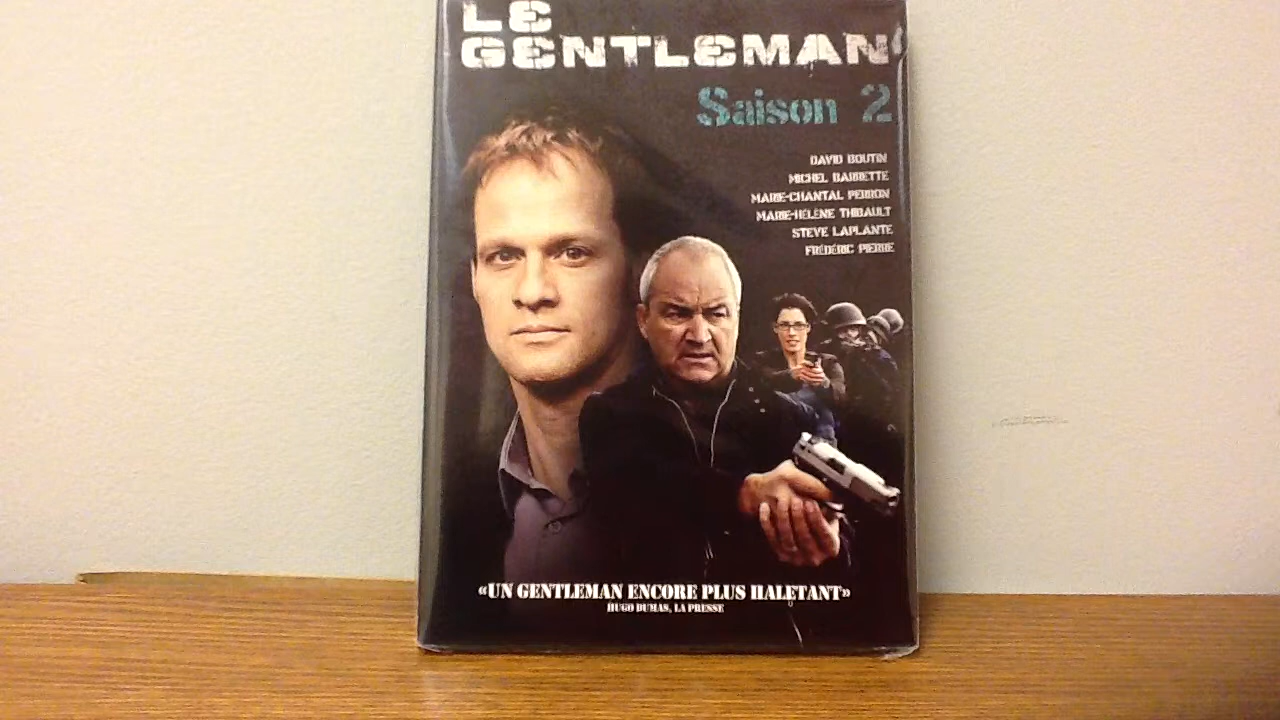 LE
GENTLEMAN
Saison 2
DAVID BOUTIN
MICHEL BARRETTE
MARIE-CHANTAL PERRON
MARIE-HÉLÈNE THIBAULT
STEVE LAPLANTE
FRÉDÉRIC PIERRE
«UN GENTLEMAN ENCORE PLUS HALETANT»
HUGO DUMAS, LA PRESSE